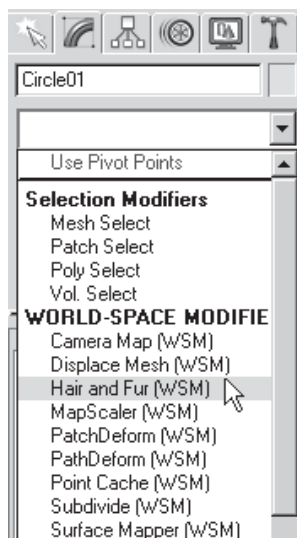 Circle01
Use Pivot Points
Selection Modifiers
Mesh Select
Patch Select
Poly Select
Vol. Select
WORLD-SPACE MODIFIE
Camera Map (WSM)
Displace Mesh (WSM)
Hair and Fur (WSM)
MapScaler (WSM)
PatchDeform (WSM)
PathDeform (WSM)
Point Cache (WSM)
Subdivide (WSM)
Surface Mapper (WSM)